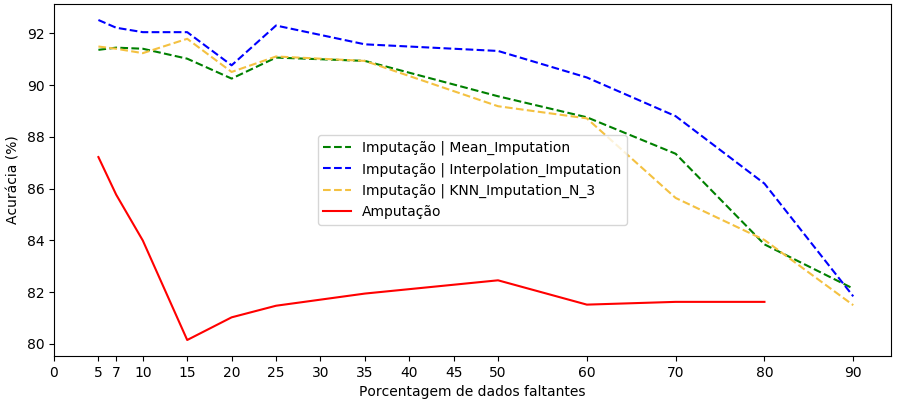 92
90
88
86
84
82
80
Acurácia (%)
Imputação | Mean_Imputation
Imputação | Interpolation_Imputation
Imputação | KNN_Imputation_N_3
Amputação
0 5 7 10 15 20 25 30 35 40 45 50 60 70 80 90
Porcentagem de dados faltantes